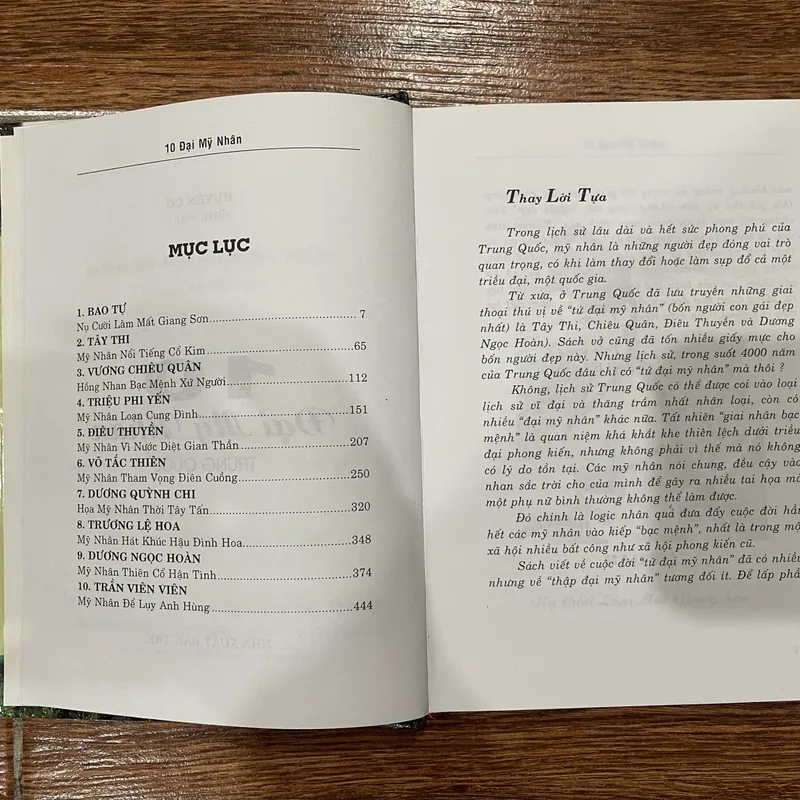 10 Đại Mỹ Nhân
MỤC LỤC
1. BAO TỰ
Nụ Cười Làm Mất Giang Sơn..................7
2. TÂY THI
Mỹ Nhân Nổi Tiếng Cổ Kim..................65
3. VƯƠNG CHIÊU QUÂN
Hồng Nhan Bạc Mệnh Xứ Người..................112
4. TRIỆU PHI YẾN
Mỹ Nhân Loạn Cung Đình..................151
5. ĐIÊU THUYỀN
Mỹ Nhân Vì Nước Diệt Gian Thần..................207
6. VÕ TẮC THIÊN
Mỹ Nhân Tham Vọng Điên Cuồng..................250
7. DƯƠNG QUỲNH CHI
Họa Mỹ Nhân Thời Tây Tấn..................320
8. TRƯƠNG LỆ HOA
Mỹ Nhân Hát Khúc Hậu Đình Hoa..................348
9. DƯƠNG NGỌC HOÀN
Mỹ Nhân Thiên Cổ Hận Tình..................374
10. TRẦN VIÊN VIÊN
Mỹ Nhân Để Lụy Anh Hùng..................444
Thay Lời Tựa
Trong lịch sử lâu dài và hết sức phong phú của
Trung Quốc, mỹ nhân là những người đẹp đóng vai trò
quan trọng, có khi làm thay đổi hoặc làm sụp đổ cả một
triều đại, một quốc gia.
Từ xưa, ở Trung Quốc đã lưu truyền những giai
thoại thú vị về "tứ đại mỹ nhân" (bốn người con gái đẹp
nhất) là Tây Thi, Chiêu Quân, Điêu Thuyền và Dương
Ngọc Hoàn). Sách vở cũng đã tốn nhiều giấy mực cho
bốn người đẹp này. Nhưng lịch sử, trong suốt 4000 năm
của Trung Quốc đâu chỉ có "tứ đại mỹ nhân" mà thôi ?
Không, lịch sử Trung Quốc có thể được coi vào loại
lịch sử vĩ đại và thăng trầm nhất nhân loại, còn có
nhiều "đại mỹ nhân" khác nữa. Tất nhiên "giai nhân bạc
mệnh" là quan niệm khá khắt khe thiên lệch dưới triều
đại phong kiến, nhưng không phải vì thế mà nó không
có lý do tồn tại. Các mỹ nhân nói chung, đều cậy vào
nhan sắc trời cho của mình để gây ra nhiều tai họa mà
một phụ nữ bình thường không thể làm được.
Đó chính là logic nhân quả đưa đẩy cuộc đời hầu
hết các mỹ nhân vào kiếp "bạc mệnh", nhất là trong một
xã hội nhiều bất công như xã hội phong kiến cũ.
Sách viết về cuộc đời "tứ đại mỹ nhân" đã có nhiều
nhưng về "thập đại mỹ nhân" tương đối ít. Để lấp phần